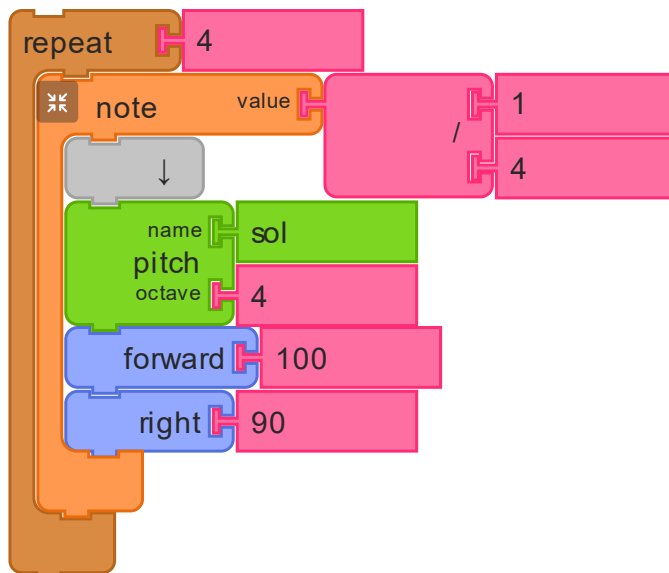 repeat 4
note value 1
/
4
↓
name sol
pitch
octave 4
forward 100
right 90